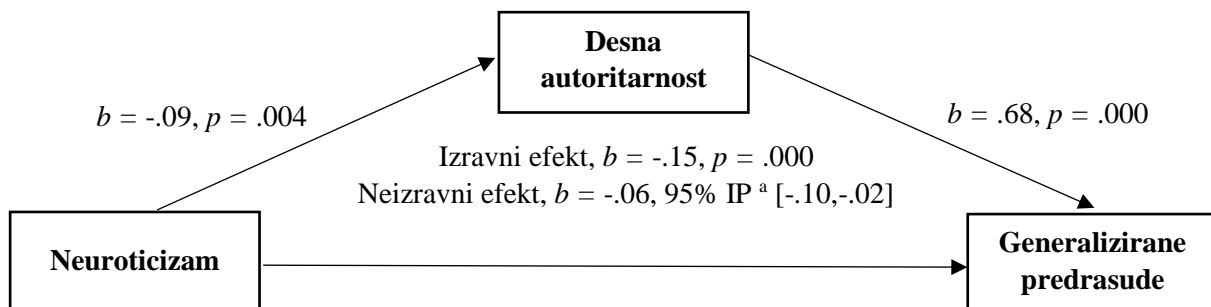 Desna
autoritarnost
b = -.09, p = .004
b = .68, p = .000
Izravni efekt, b = -.15, p = .000
Neizravni efekt, b = -.06, 95% IP ᵃ [-.10,-.02]
Neuroticizam
Generalizirane
predrasude